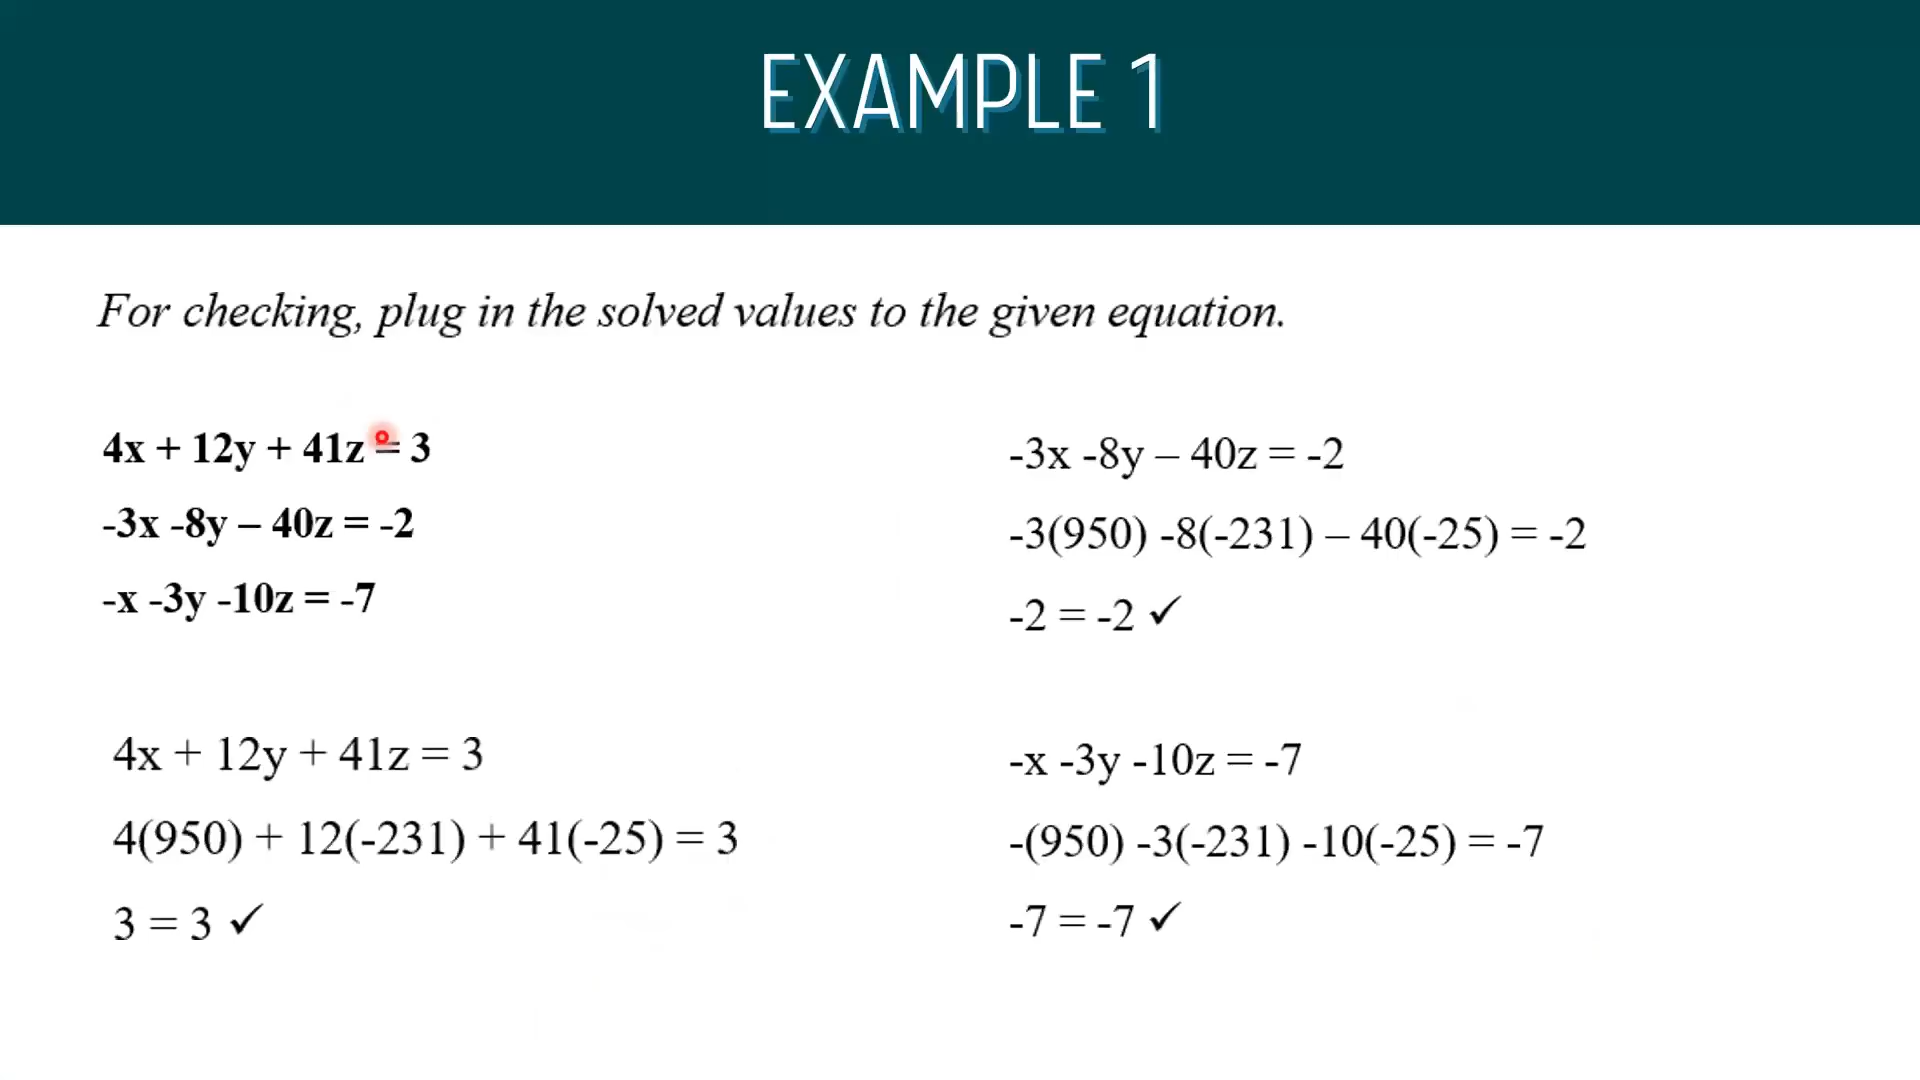 EXAMPLE 1
For checking, plug in the solved values to the given equation.
4x + 12y + 41z = 3
-3x -8y – 40z = -2
-x -3y -10z = -7
4x + 12y + 41z = 3
4(950) + 12(-231) + 41(-25) = 3
3 = 3 ✓
-3x -8y – 40z = -2
-3(950) -8(-231) – 40(-25) = -2
-2 = -2 ✓
-x -3y -10z = -7
-(950) -3(-231) -10(-25) = -7
-7 = -7 ✓